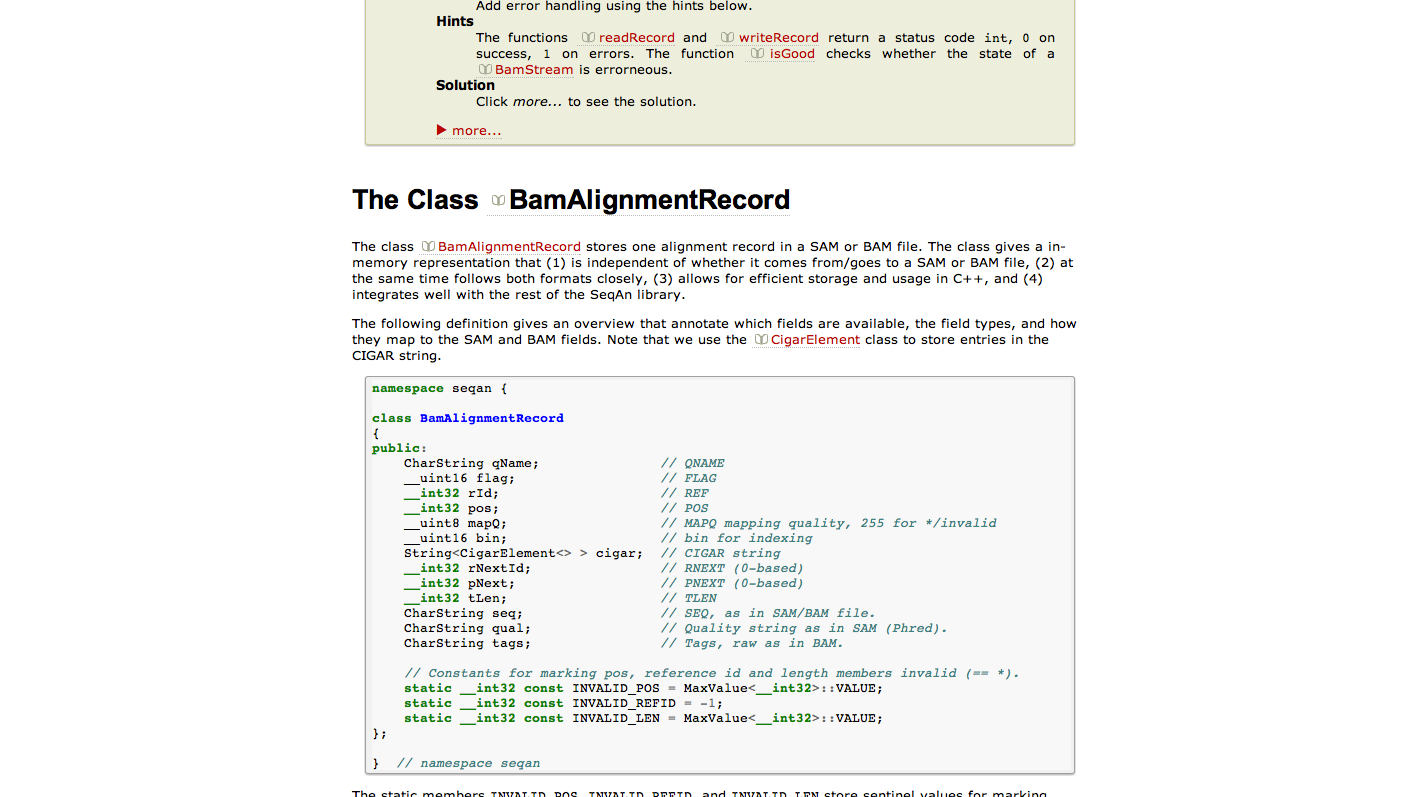 Add error handling using the hints below.
Hints
The functions readRecord and writeRecord return a status code int, 0 on
success, 1 on errors. The function isGood checks whether the state of a
BamStream is errorneous.
Solution
Click more... to see the solution.
▶ more...
The Class BamAlignmentRecord
The class BamAlignmentRecord stores one alignment record in a SAM or BAM file. The class gives a in-
memory representation that (1) is independent of whether it comes from/goes to a SAM or BAM file, (2) at
the same time follows both formats closely, (3) allows for efficient storage and usage in C++, and (4)
integrates well with the rest of the SeqAn library.
The following definition gives an overview that annotate which fields are available, the field types, and how
they map to the SAM and BAM fields. Note that we use the CigarElement class to store entries in the
CIGAR string.
namespace seqan {
class BamAlignmentRecord
{
public:
    CharString qName;               // QNAME
    __uint16 flag;                  // FLAG
    __int32 rId;                    // REF
    __int32 pos;                    // POS
    __uint8 mapQ;                   // MAPQ mapping quality, 255 for */invalid
    __uint16 bin;                   // bin for indexing
    String<CigarElement<> > cigar;  // CIGAR string
    __int32 rNextId;                // RNEXT (0-based)
    __int32 pNext;                  // PNEXT (0-based)
    __int32 tLen;                   // TLEN
    CharString seq;                 // SEQ, as in SAM/BAM file.
    CharString qual;                // Quality string as in SAM (Phred).
    CharString tags;                // Tags, raw as in BAM.
    // Constants for marking pos, reference id and length members invalid (== *).
    static __int32 const INVALID_POS = MaxValue<__int32>::VALUE;
    static __int32 const INVALID_REFID = -1;
    static __int32 const INVALID_LEN = MaxValue<__int32>::VALUE;
};
}  // namespace seqan
The static members INVALID_POS, INVALID_REFID, and INVALID_LEN store sentinel values for marking